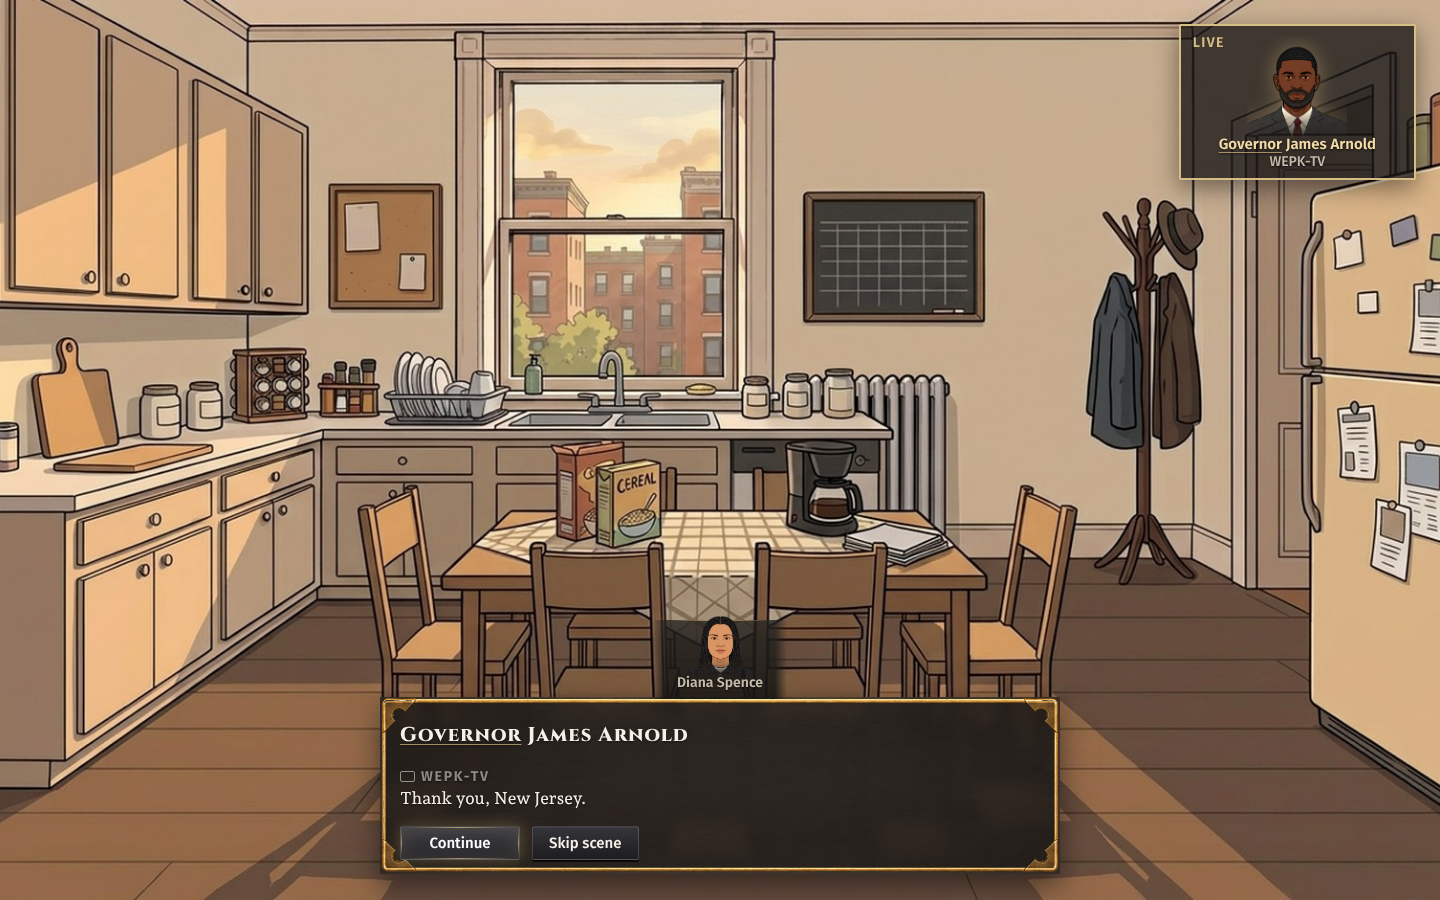 LIVE
Governor James Arnold
WEPK-TV
CEREAL
Diana Spence
Governor James Arnold
WEPK-TV
Thank you, New Jersey.
Continue
Skip scene